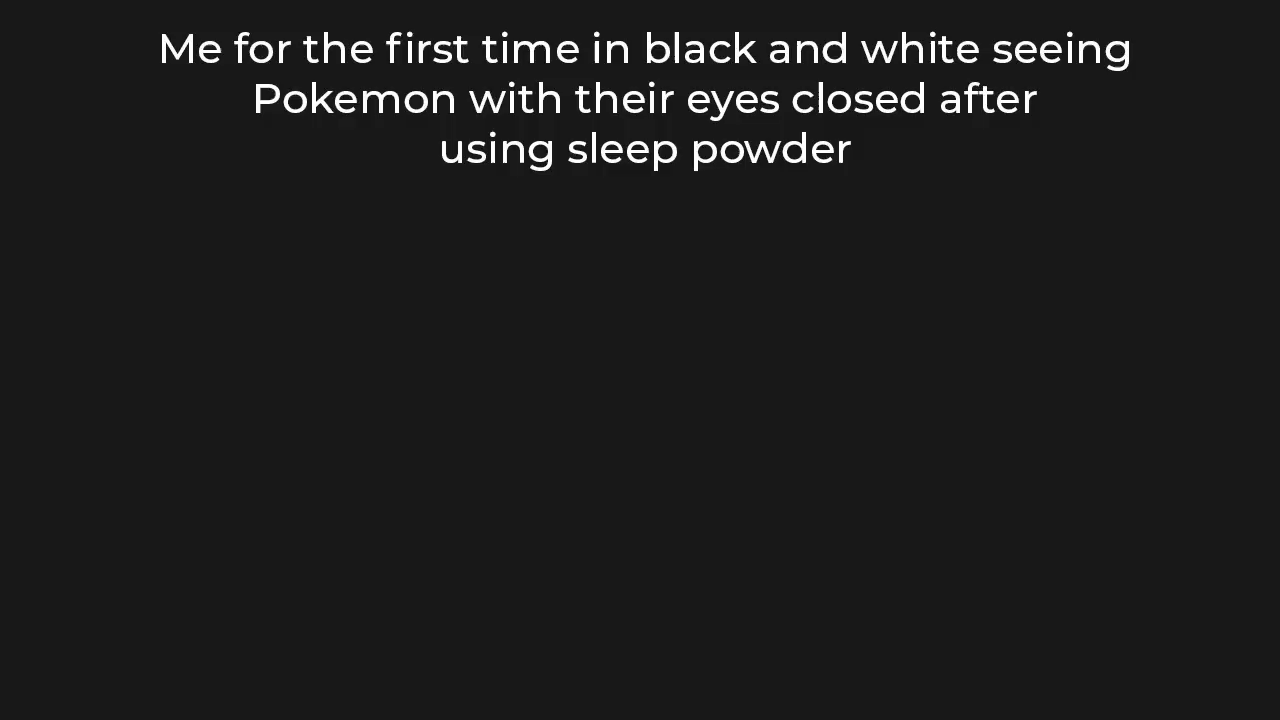 Me for the first time in black and white seeing
Pokemon with their eyes closed after
using sleep powder